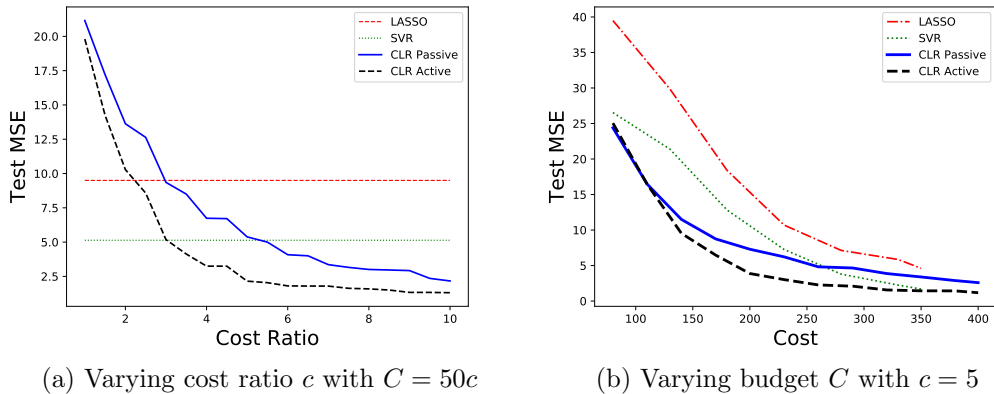 LASSO
SVR
CLR Passive
CLR Active
Test MSE
20.0
17.5
15.0
12.5
10.0
7.5
5.0
2.5
2 4 6 8 10
Cost Ratio
(a) Varying cost ratio c with C = 50c
LASSO
SVR
CLR Passive
CLR Active
Test MSE
40
35
30
25
20
15
10
5
0
100 150 200 250 300 350 400
Cost
(b) Varying budget C with c = 5